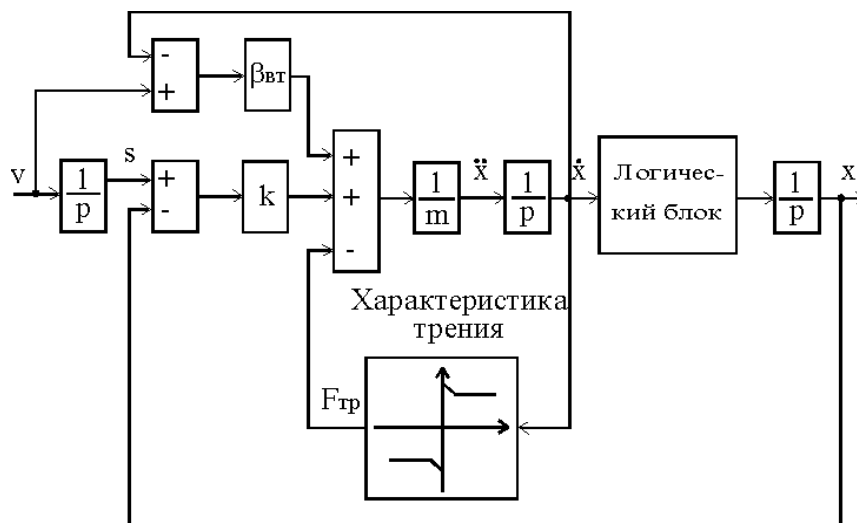 -
+
βвт
v
1
p
s
+
-
k
+
+
-
1
m
ẍ
1
p
ẋ
Логичес-
кий блок
1
p
x
Характеристика
трения
Fтр